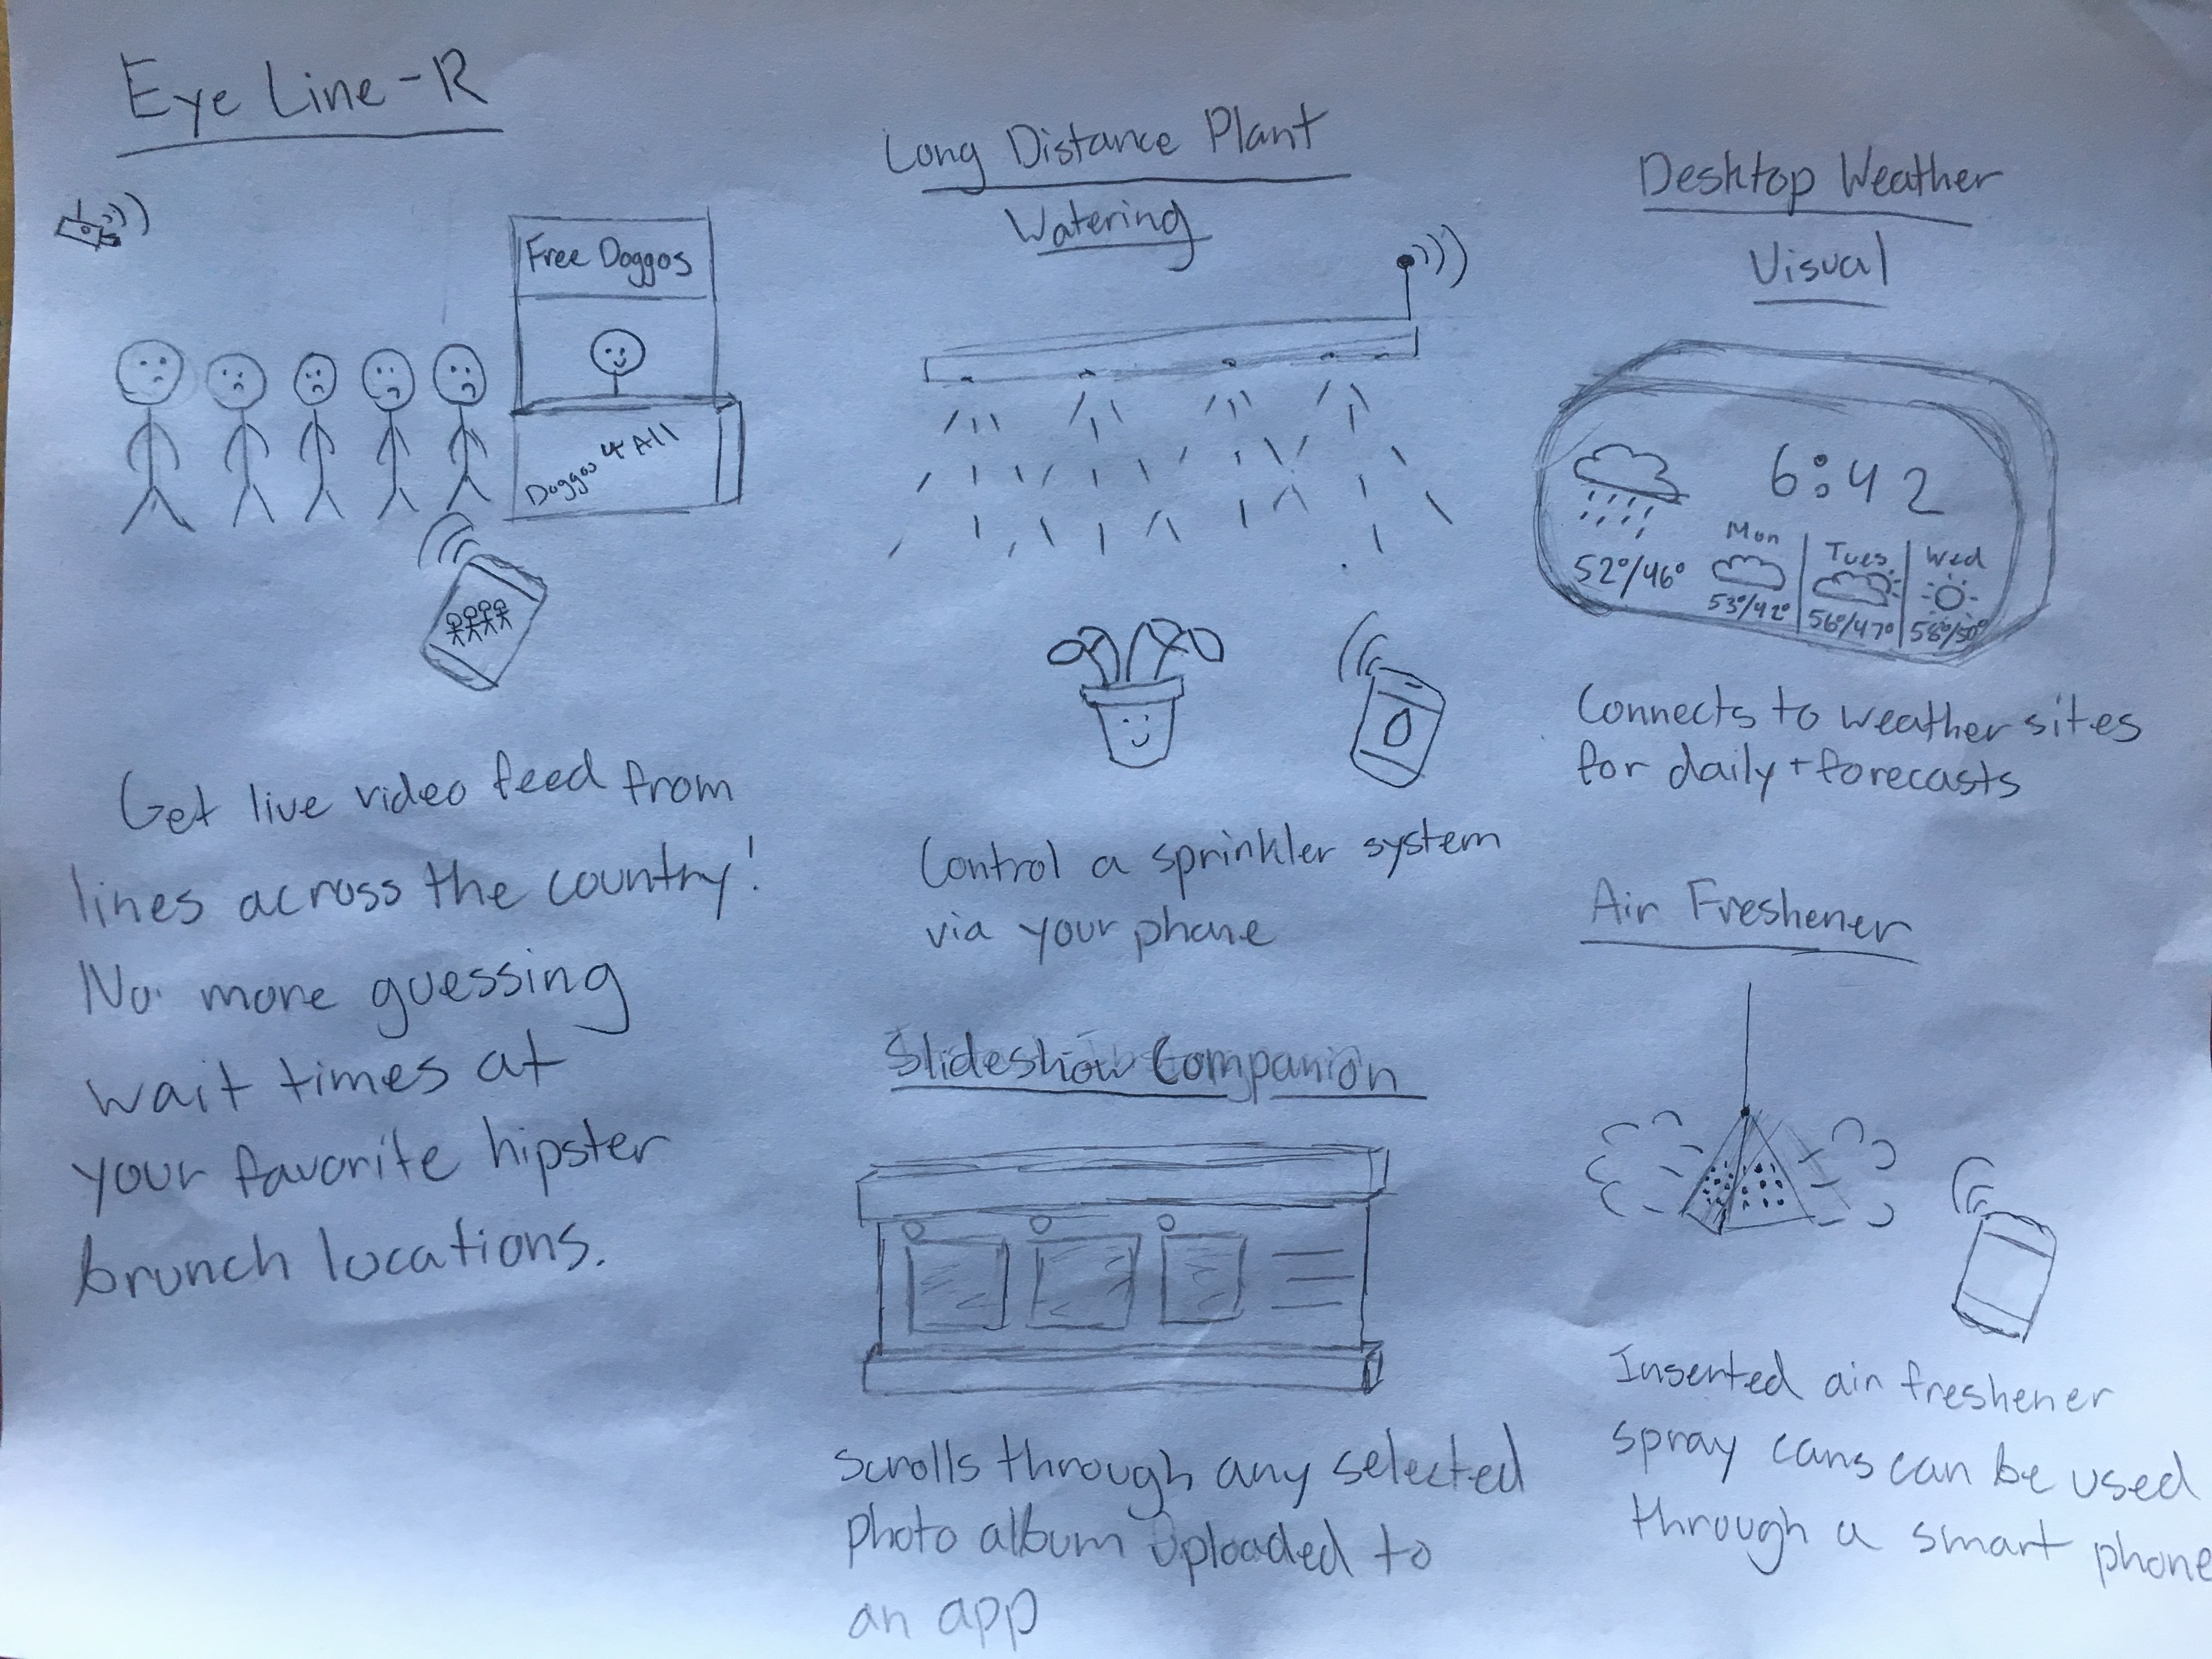 Eye Line-R
Free Doggos
Doggos 4 All
Get live video feed from
lines across the country!
No more guessing
wait times at
your favorite hipster
brunch locations.
Long Distance Plant
Watering
Control a sprinkler system
via your phone
Slideshow Companion
Scrolls through any selected
photo album uploaded to
an app
Desktop Weather
Visual
6:42
52°/46°
Mon
53°/42°
Tues.
56°/47°
Wed
58°/50°
Connects to weather sites
for daily + forecasts
Air Freshener
Inserted air freshener
spray cans can be used
through a smart phone